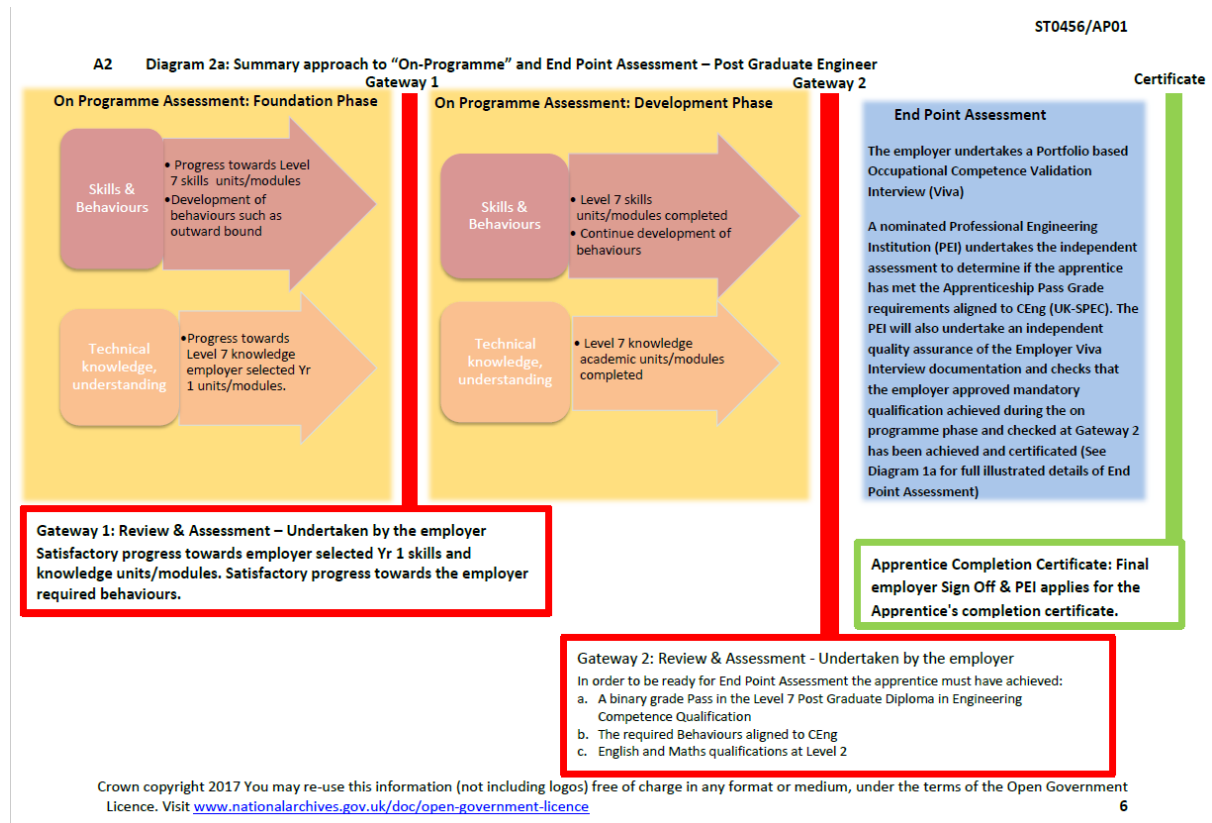 ST0456/AP01
A2 Diagram 2a: Summary approach to “On-Programme” and End Point Assessment – Post Graduate Engineer
Gateway 1
Gateway 2
Certificate
On Programme Assessment: Foundation Phase
Skills &
Behaviours
• Progress towards Level
7 skills units/modules
•Development of
behaviours such as
outward bound
Technical
knowledge,
understanding
•Progress towards
Level 7 knowledge
employer selected Yr
1 units/modules.
On Programme Assessment: Development Phase
Skills &
Behaviours
• Level 7 skills
units/modules completed
• Continue development of
behaviours
Technical
knowledge,
understanding
• Level 7 knowledge
academic units/modules
completed
End Point Assessment
The employer undertakes a Portfolio based
Occupational Competence Validation
Interview (Viva)
A nominated Professional Engineering
Institution (PEI) undertakes the independent
assessment to determine if the apprentice
has met the Apprenticeship Pass Grade
requirements aligned to CEng (UK-SPEC). The
PEI will also undertake an independent
quality assurance of the Employer Viva
Interview documentation and checks that
the employer approved mandatory
qualification achieved during the on
programme phase and checked at Gateway 2
has been achieved and certificated (See
Diagram 1a for full illustrated details of End
Point Assessment)
Gateway 1: Review & Assessment – Undertaken by the employer
Satisfactory progress towards employer selected Yr 1 skills and
knowledge units/modules. Satisfactory progress towards the employer
required behaviours.
Apprentice Completion Certificate: Final
employer Sign Off & PEI applies for the
Apprentice's completion certificate.
Gateway 2: Review & Assessment - Undertaken by the employer
In order to be ready for End Point Assessment the apprentice must have achieved:
a. A binary grade Pass in the Level 7 Post Graduate Diploma in Engineering
Competence Qualification
b. The required Behaviours aligned to CEng
c. English and Maths qualifications at Level 2
Crown copyright 2017 You may re-use this information (not including logos) free of charge in any format or medium, under the terms of the Open Government
Licence. Visit www.nationalarchives.gov.uk/doc/open-government-licence
6